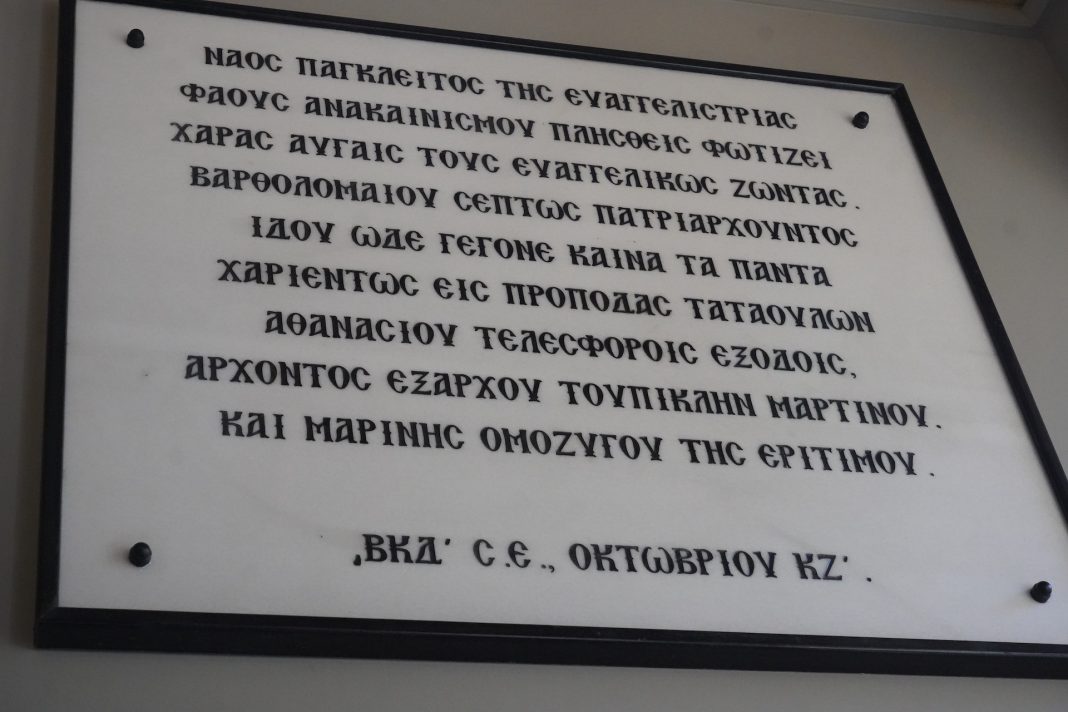 ΝΑΟΣ ΠΑΓΚΛΕΙΤΟΣ ΤΗΣ ΕΥΑΓΓΕΛΙΣΤΡΙΑΣ
ΦΑΟΥΣ ΑΝΑΚΑΙΝΙΣΜΟΥ ΠΛΗΣΘΕΙΣ ΦΩΤΙΖΕΙ
ΧΑΡΑΣ ΑΥΓΑΙΣ ΤΟΥΣ ΕΥΑΓΓΕΛΙΚΩΣ ΖΩΝΤΑΣ.
ΒΑΡΘΟΛΟΜΑΙΟΥ ΣΕΠΤΩΣ ΠΑΤΡΙΑΡΧΟΥΝΤΟΣ
ΙΔΟΥ ΩΔΕ ΓΕΓΟΝΕ ΚΑΙΝΑ ΤΑ ΠΑΝΤΑ
ΧΑΡΙΕΝΤΩΣ ΕΙΣ ΠΡΟΠΟΔΑΣ ΤΑΤΑΟΥΛΩΝ
ΑΘΑΝΑΣΙΟΥ ΤΕΛΕΣΦΟΡΟΙΣ ΕΞΟΔΟΙΣ,
ΑΡΧΟΝΤΟΣ ΕΞΑΡΧΟΥ ΤΟΥΠΙΚΛΗΝ ΜΑΡΤΙΝΟΥ.
ΚΑΙ ΜΑΡΙΝΗΣ ΟΜΟΖΥΓΟΥ ΤΗΣ ΕΡΙΤΙΜΟΥ.
͵ΒΚΔ' Σ.Ε., ΟΚΤΩΒΡΙΟΥ ΚΖ'.